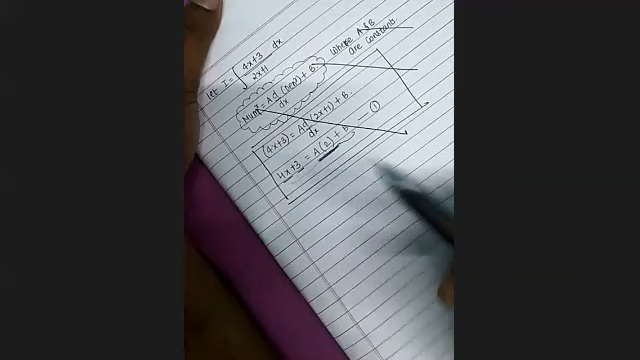 let I = ∫ 4x+3 / 2x+1 dx
Num = A d/dx (Den) + B where A & B are constant
(4x+3) = A d/dx (2x+1) + B.
4x+3 = A(2) + B — ①